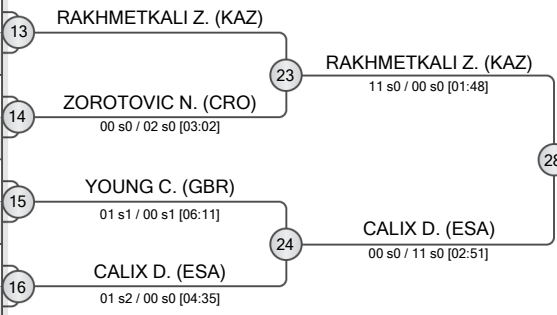 RAKHMETKALI Z. (KAZ)
13
23
RAKHMETKALI Z. (KAZ)
11 s0 / 00 s0 [01:48]
ZOROTOVIC N. (CRO)
14
00 s0 / 02 s0 [03:02]
28
YOUNG C. (GBR)
15
01 s1 / 00 s1 [06:11]
24
CALIX D. (ESA)
00 s0 / 11 s0 [02:51]
CALIX D. (ESA)
16
01 s2 / 00 s0 [04:35]